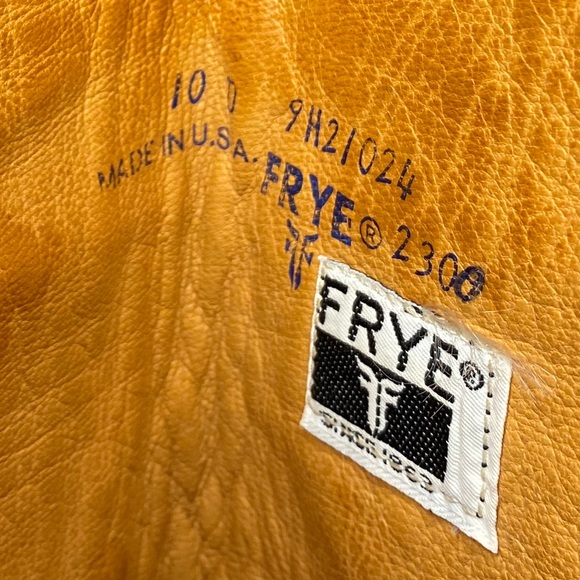 10 D 9H21024
MADE IN U.S.A. FRYE® 2300
FRYE®
SINCE 1863